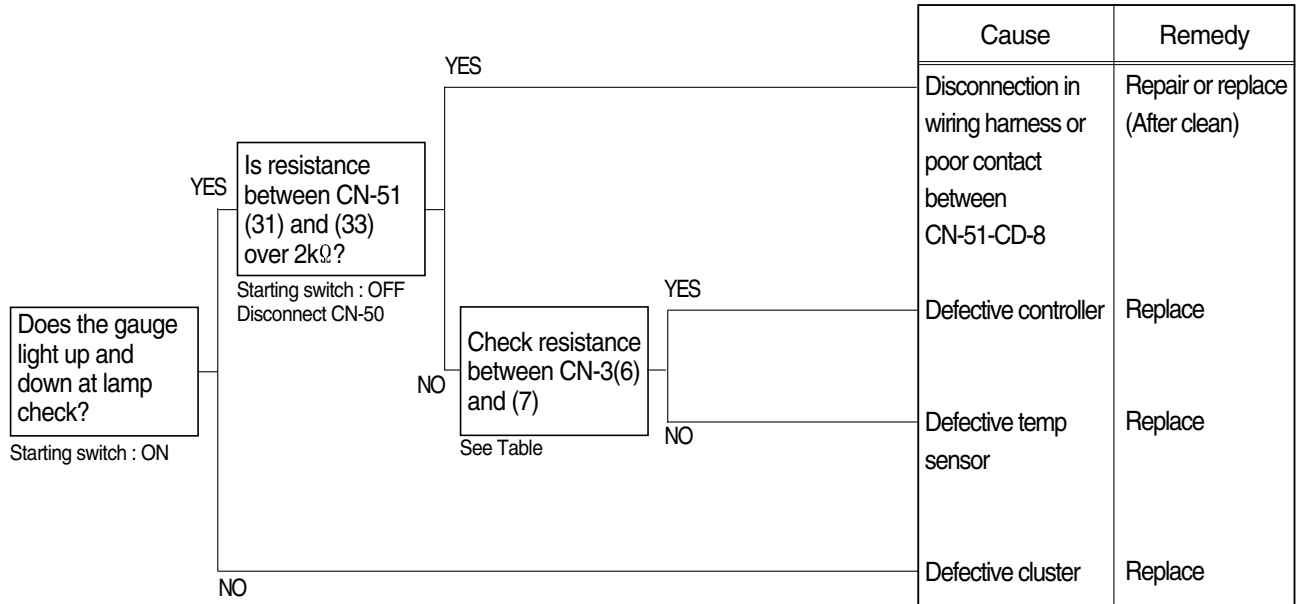 Cause
Remedy
YES
Disconnection in
wiring harness or
poor contact
between
CN-51-CD-8
Repair or replace
(After clean)
YES
Is resistance
between CN-51
(31) and (33)
over 2kΩ?
Starting switch : OFF
Disconnect CN-50
YES
Defective controller
Replace
Does the gauge
light up and
down at lamp
check?
Starting switch : ON
NO
Check resistance
between CN-3(6)
and (7)
See Table
NO
Defective temp
sensor
Replace
NO
Defective cluster
Replace